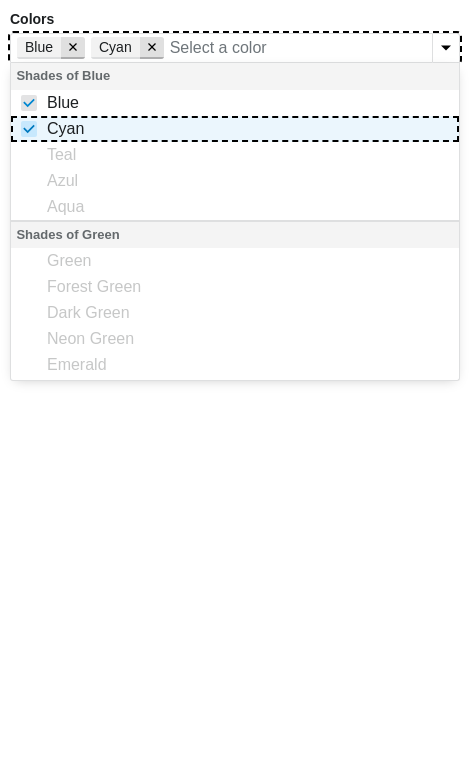 Colors
Blue ✕ Cyan ✕ Select a color
Shades of Blue
Blue
Cyan
Teal
Azul
Aqua
Shades of Green
Green
Forest Green
Dark Green
Neon Green
Emerald